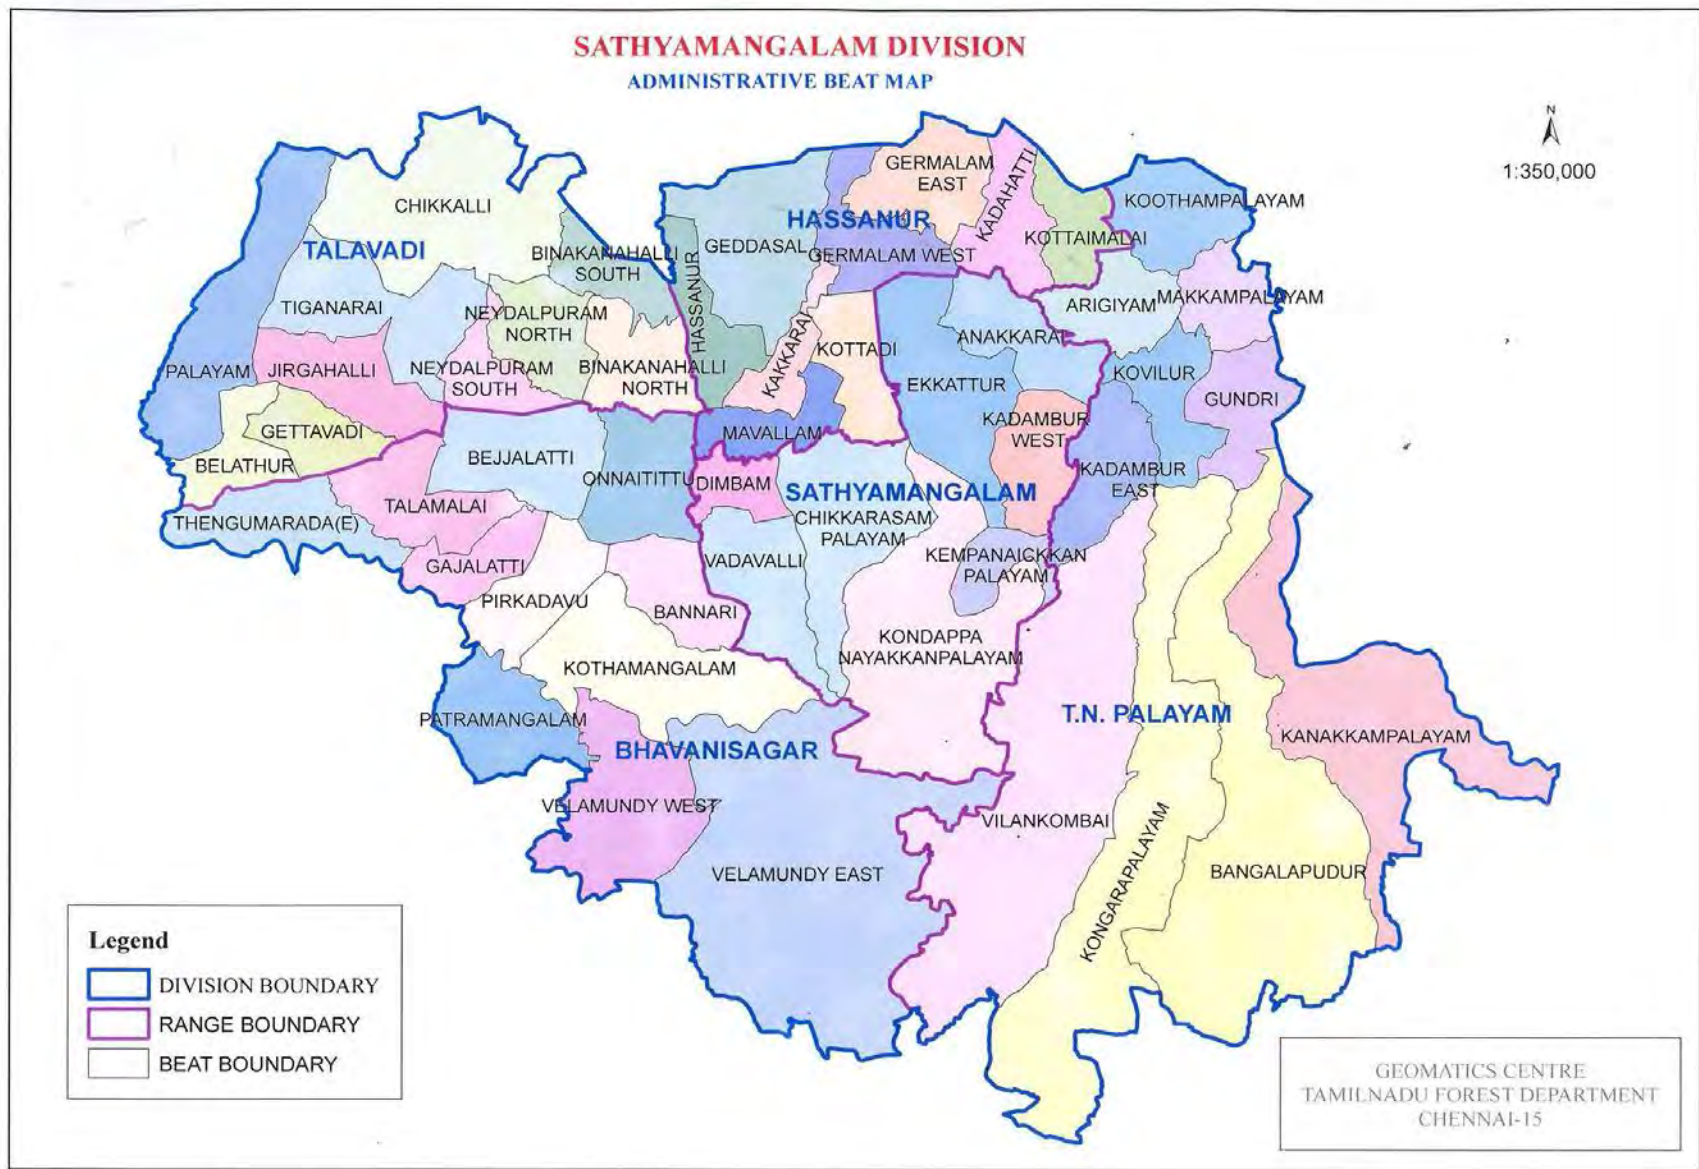 SATHYAMANGALAM DIVISION
ADMINISTRATIVE BEAT MAP
N
1:350,000
CHIKKALLI
TALAVADI
TIGANARAI
BINAKANAHALLI
SOUTH
NEYDALPURAM
NORTH
PALAYAM
JIRGAHALLI
NEYDALPURAM
SOUTH
BINAKANAHALLI
NORTH
GETTAVADI
BELATHUR
HASSANUR
GEDDASAL
HASSANUR
GERMALAM
EAST
GERMALAM WEST
KADAHATTI
KOTTAIMALAI
KAKKARAI
KOTTADI
MAVALLAM
KOOTHAMPALAYAM
ARIGIYAM
MAKKAMPALAYAM
ANAKKARAI
EKKATTUR
KOVILUR
GUNDRI
KADAMBUR
WEST
KADAMBUR
EAST
BEJJALATTI
ONNAITITTU
DIMBAM
SATHYAMANGALAM
CHIKKARASAM
PALAYAM
TALAMALAI
THENGUMARADA(E)
GAJALATTI
VADAVALLI
KEMPANAICKKAN
PALAYAM
PIRKADAVU
BANNARI
KONDAPPA
NAYAKKANPALAYAM
KOTHAMANGALAM
PATRAMANGALAM
BHAVANISAGAR
T.N. PALAYAM
KANAKKAMPALAYAM
VELAMUNDY WEST
VILANKOMBAI
VELAMUNDY EAST
KONGARAPALAYAM
BANGALAPUDUR
Legend
DIVISION BOUNDARY
RANGE BOUNDARY
BEAT BOUNDARY
GEOMATICS CENTRE
TAMILNADU FOREST DEPARTMENT
CHENNAI-15